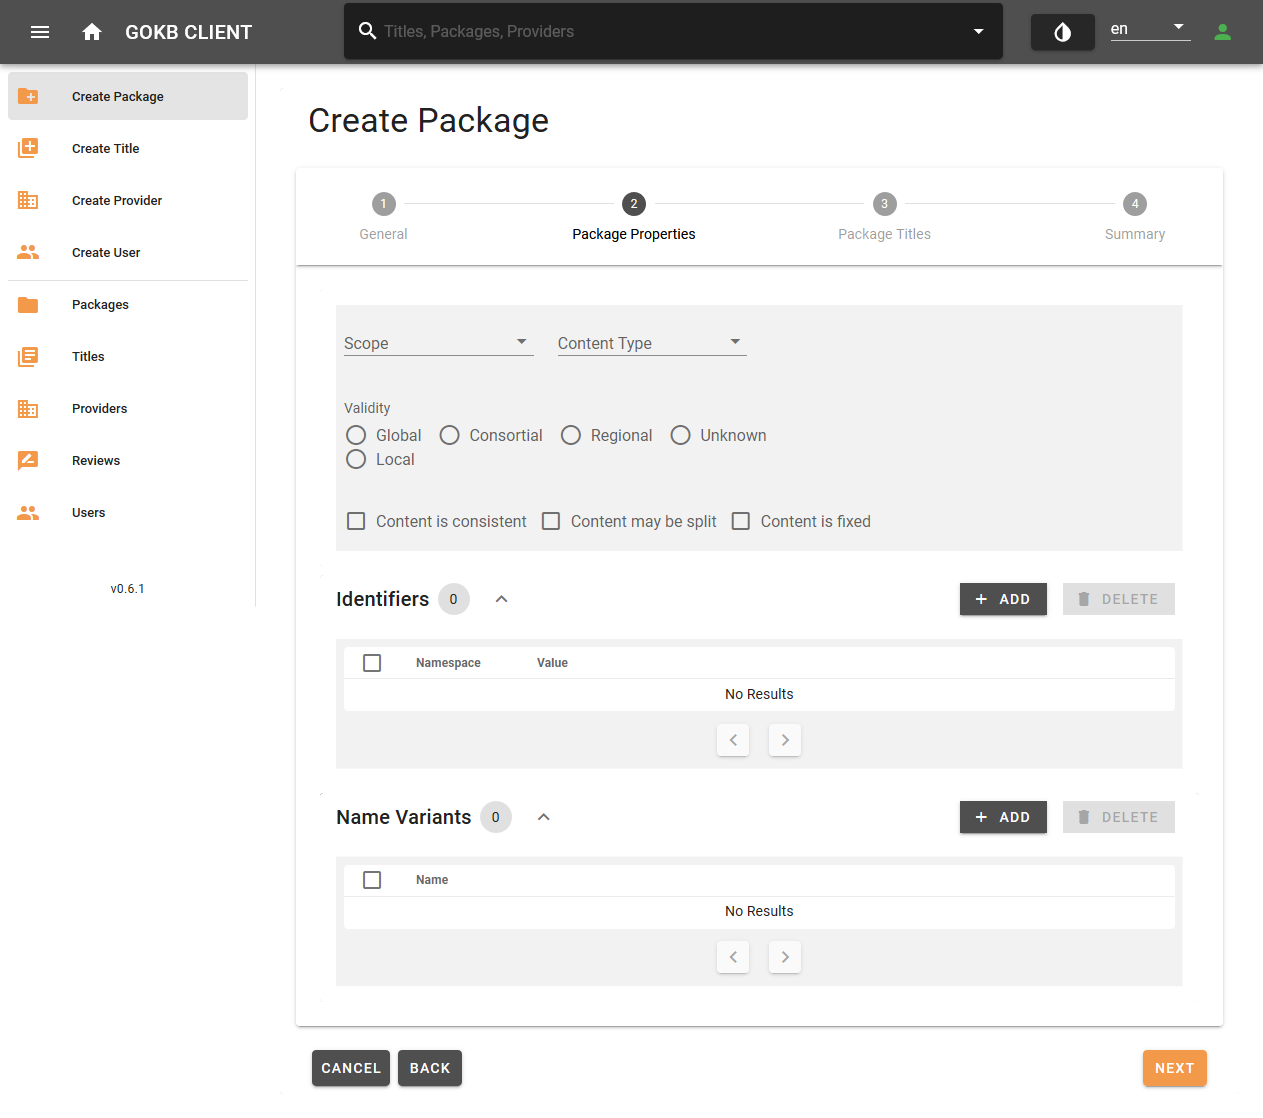 GOKB CLIENT
Titles, Packages, Providers
en
Create Package
Create Title
Create Provider
Create User
Packages
Titles
Providers
Reviews
Users
v0.6.1
Create Package
1 2 3 4
General Package Properties Package Titles Summary
Scope Content Type
Validity
Global Consortial Regional Unknown
Local
Content is consistent Content may be split Content is fixed
Identifiers 0 ADD DELETE
Namespace Value
No Results
Name Variants 0 ADD DELETE
Name
No Results
CANCEL BACK NEXT